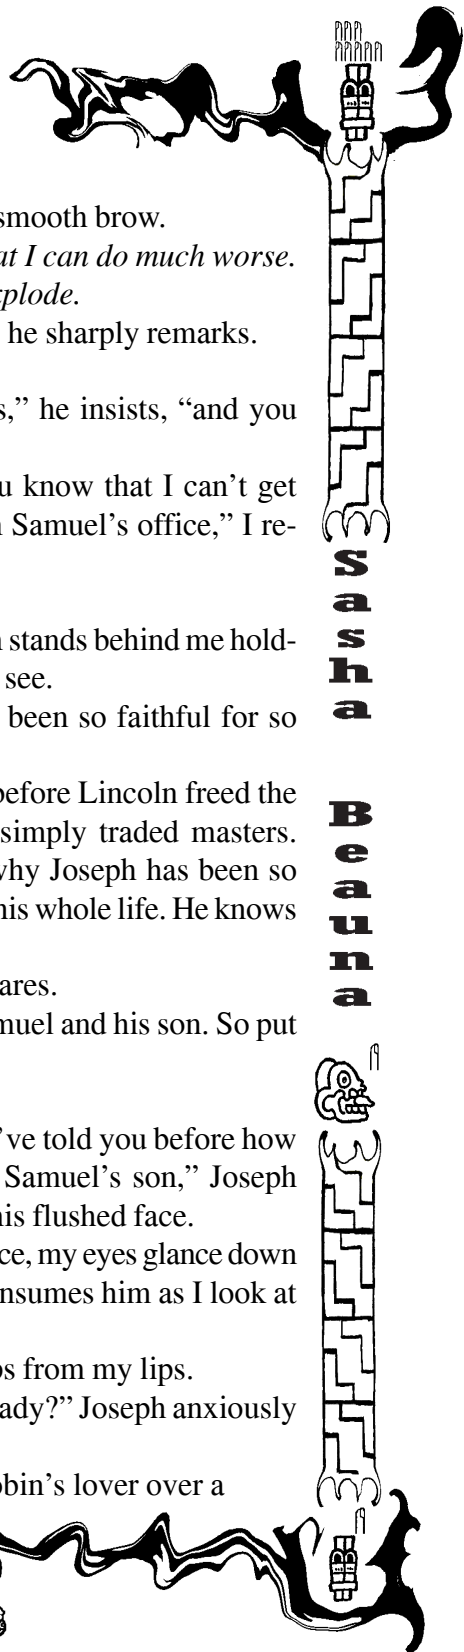 smooth brow.
at I can do much worse.
xplode.
he sharply remarks.
s,” he insists, “and you
u know that I can't get
n Samuel’s office,” I re-
n stands behind me hold-
see.
been so faithful for so
before Lincoln freed the
simply traded masters.
why Joseph has been so
his whole life. He knows
ares.
muel and his son. So put
’ve told you before how
Samuel’s son,” Joseph
his flushed face.
ce, my eyes glance down
nsumes him as I look at
ps from my lips.
ady?” Joseph anxiously
obin’s lover over a
Sasha Beauna